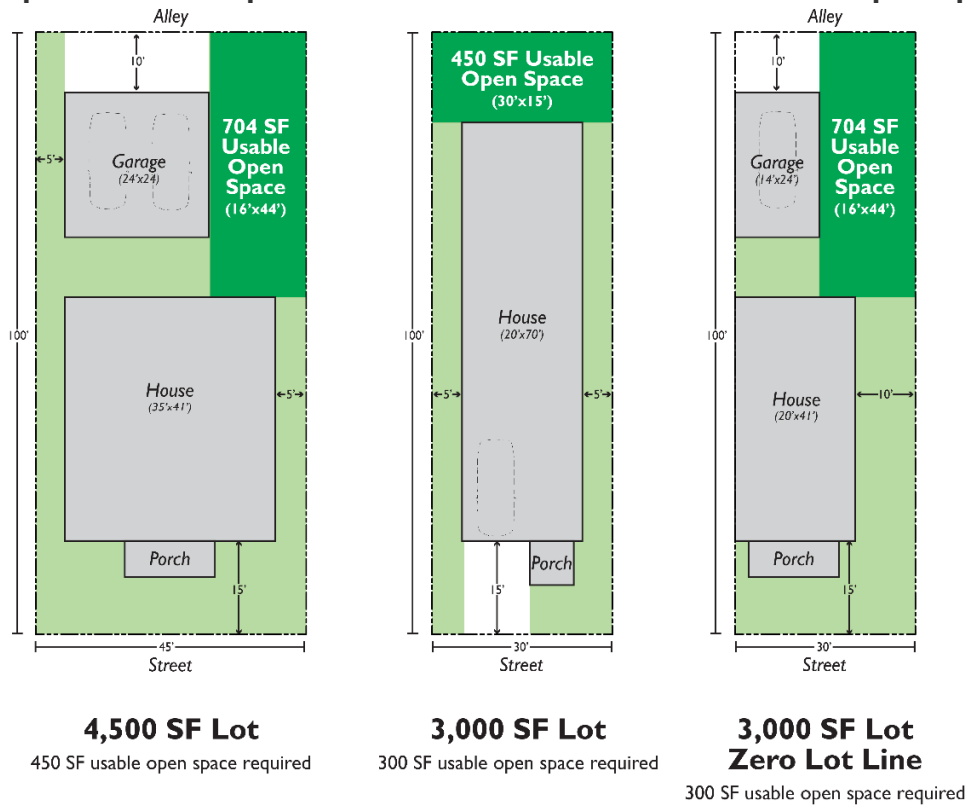 Alley
10'
704 SF
Usable
Open
Space
(16'x44')
5'
Garage
(24'x24)
100'
House
(35'x41')
5'
Porch
15'
45'
Street
4,500 SF Lot
450 SF usable open space required
450 SF Usable
Open Space
(30'x15')
House
(20'x70')
100'
5'
5'
Porch
15'
30'
Street
3,000 SF Lot
300 SF usable open space required
Alley
10'
704 SF
Usable
Open
Space
(16'x44')
Garage
(14'x24')
100'
House
(20'x41')
10'
Porch
15'
30'
Street
3,000 SF Lot
Zero Lot Line
300 SF usable open space required